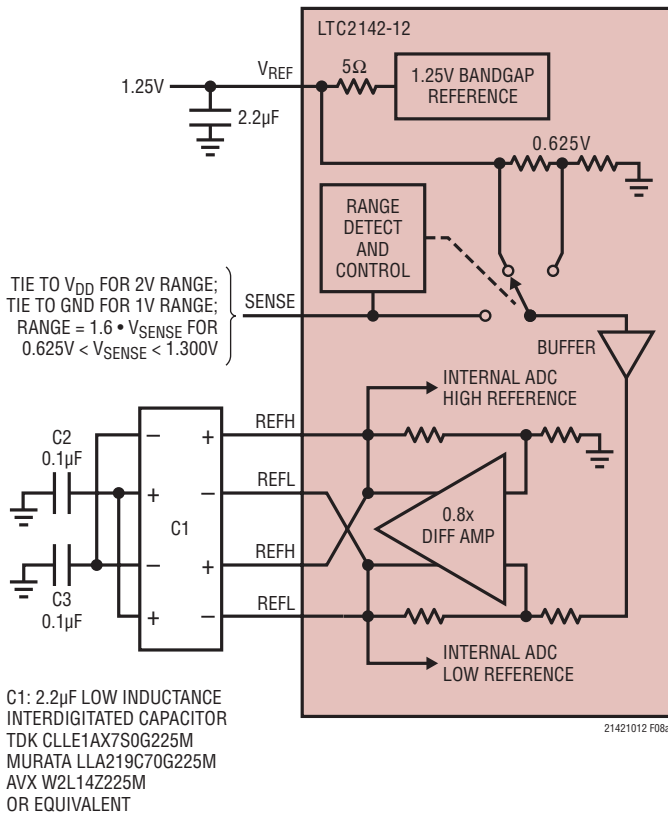 LTC2142-12
1.25V
VREF
5Ω
1.25V BANDGAP
REFERENCE
2.2µF
0.625V
RANGE
DETECT
AND
CONTROL
TIE TO VDD FOR 2V RANGE;
TIE TO GND FOR 1V RANGE;
RANGE = 1.6 • VSENSE FOR
0.625V < VSENSE < 1.300V
SENSE
BUFFER
INTERNAL ADC
HIGH REFERENCE
REFH
REFL
REFH
REFL
C2
0.1µF
C3
0.1µF
– +
+ –
C1
– +
+ –
0.8x
DIFF AMP
INTERNAL ADC
LOW REFERENCE
C1: 2.2µF LOW INDUCTANCE
INTERDIGITATED CAPACITOR
TDK CLLE1AX7S0G225M
MURATA LLA219C70G225M
AVX W2L14Z225M
OR EQUIVALENT
21421012 F08a